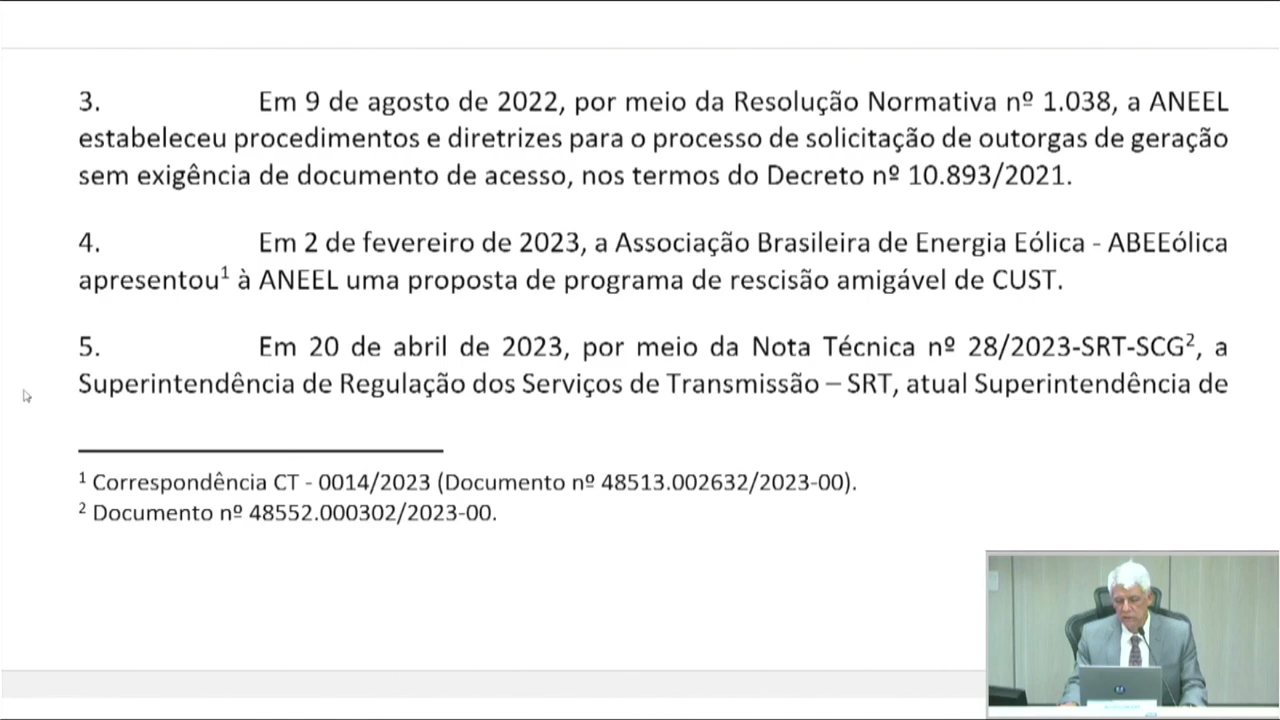 3. Em 9 de agosto de 2022, por meio da Resolução Normativa nº 1.038, a ANEEL
estabeleceu procedimentos e diretrizes para o processo de solicitação de outorgas de geração
sem exigência de documento de acesso, nos termos do Decreto nº 10.893/2021.
4. Em 2 de fevereiro de 2023, a Associação Brasileira de Energia Eólica - ABEEólica
apresentou¹ à ANEEL uma proposta de programa de rescisão amigável de CUST.
5. Em 20 de abril de 2023, por meio da Nota Técnica nº 28/2023-SRT-SCG², a
Superintendência de Regulação dos Serviços de Transmissão – SRT, atual Superintendência de
¹ Correspondência CT - 0014/2023 (Documento nº 48513.002632/2023-00).
² Documento nº 48552.000302/2023-00.